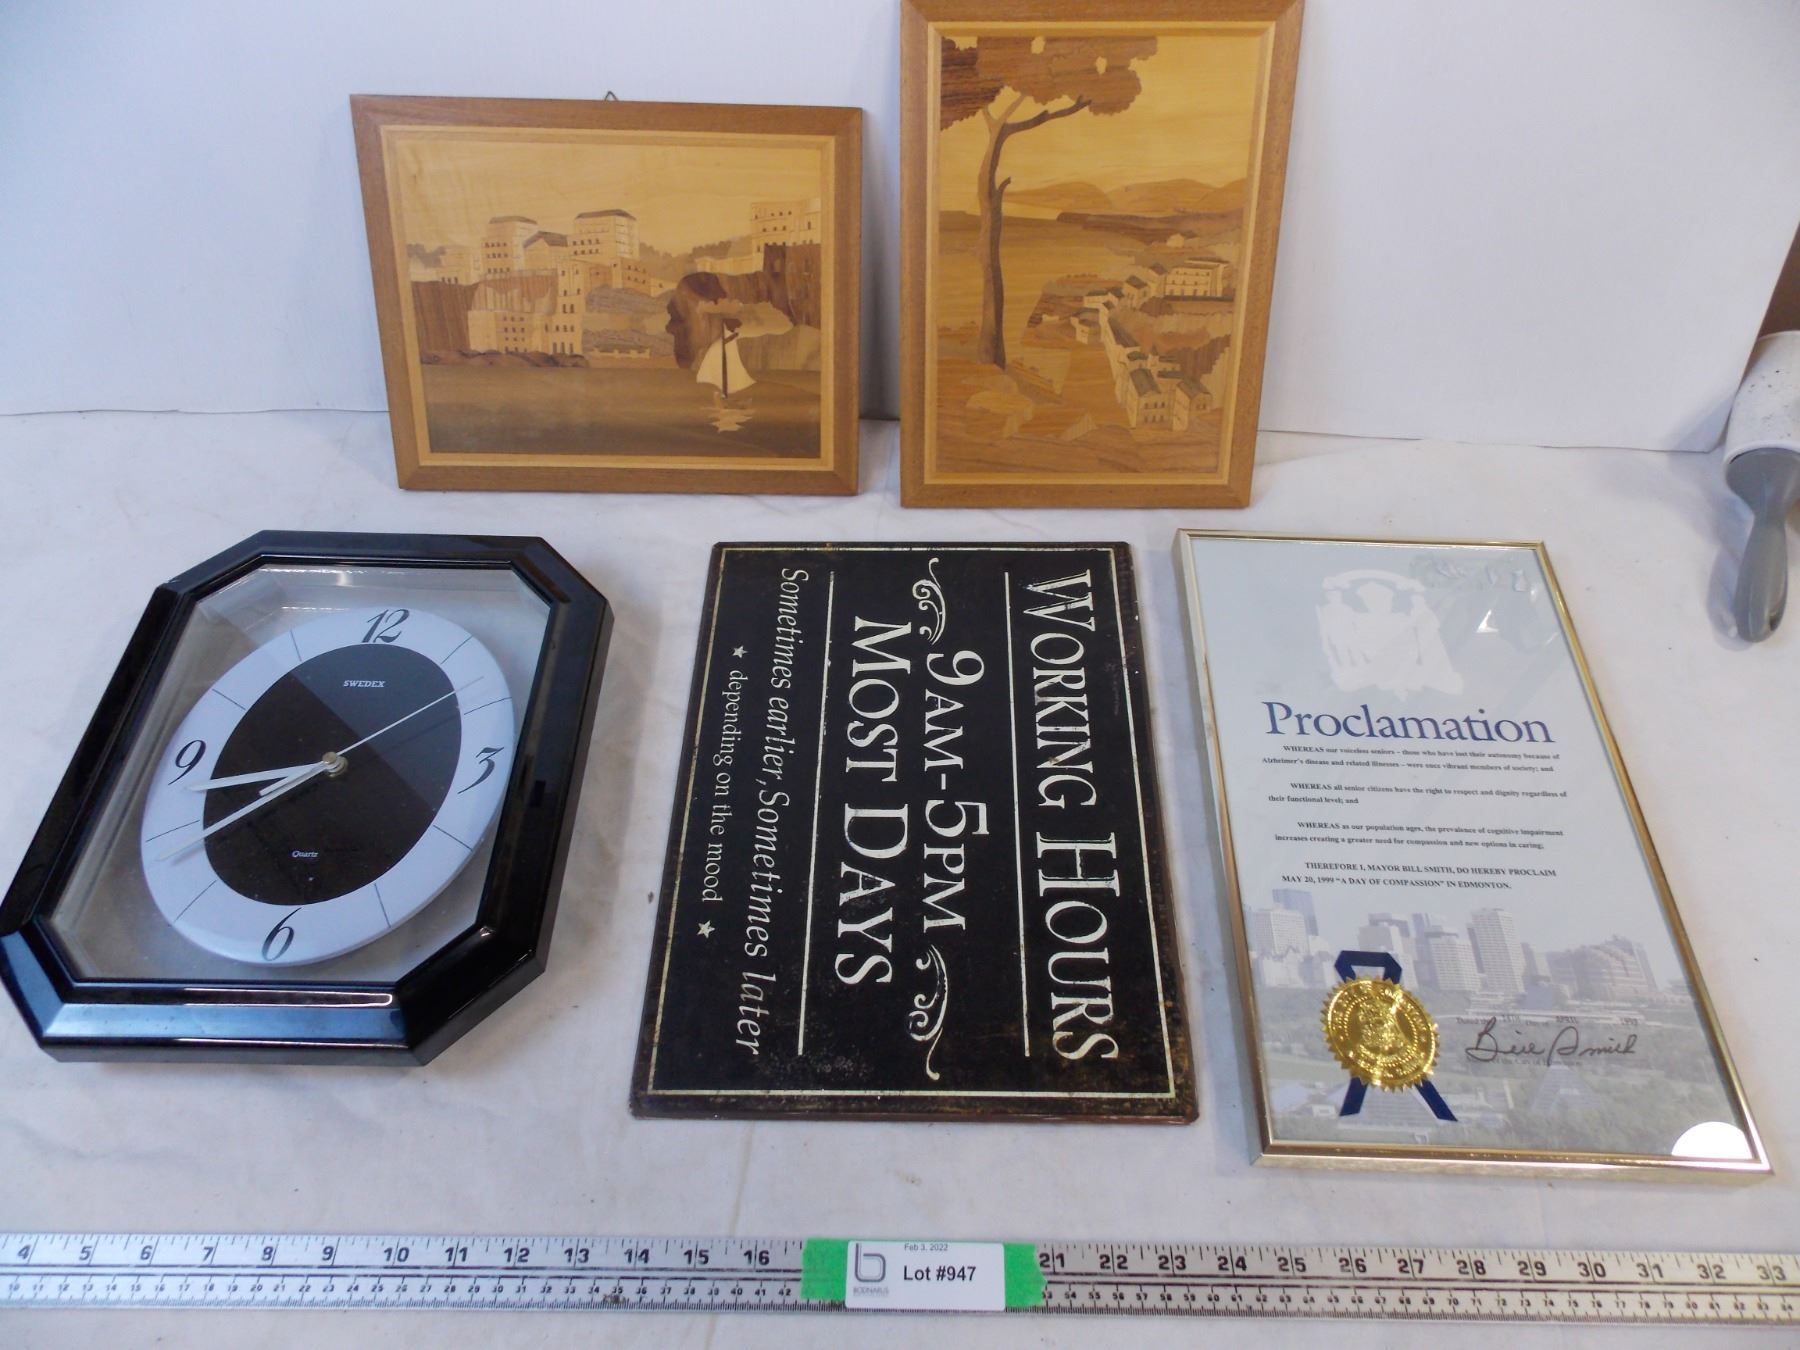 12
SWEDEX
9
3
Quartz
6
WORKING HOURS
9AM-5PM
MOST DAYS
Sometimes earlier, Sometimes later
★ depending on the mood ★
Proclamation
WHEREAS our voiceless seniors – those who have lost their autonomy because of
Alzheimer's disease and related illnesses – were once vibrant members of society; and
WHEREAS all senior citizens have the right to respect and dignity regardless of
their functional level; and
WHEREAS as our population ages, the prevalence of cognitive impairment
increases creating a greater need for compassion and new options in caring;
THEREFORE I, MAYOR BILL SMITH, DO HEREBY PROCLAIM
MAY 20, 1999 "A DAY OF COMPASSION" IN EDMONTON.
Bill Smith
4 5 6 7 8 9 10 11 12 13 14 15 16 21 22 23 24 25 26 27 28 29 30 31 32 33
Feb 3, 2022
Lot #947
BODNARUS